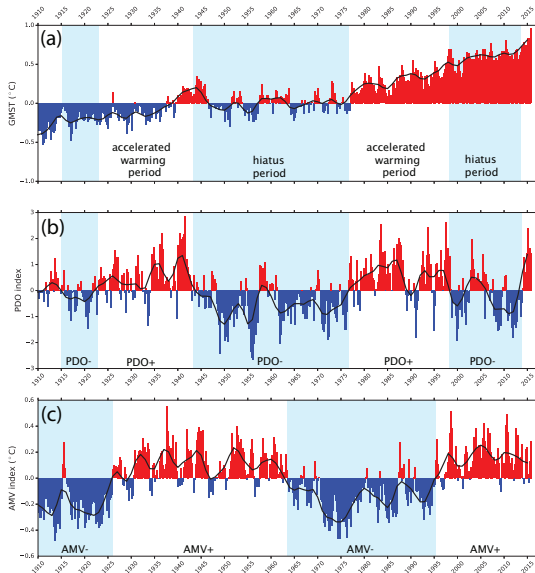 1910 1915 1920 1925 1930 1935 1940 1945 1950 1955 1960 1965 1970 1975 1980 1985 1990 1995 2000 2005 2010 2015
(a)
1.0
0.5
0.0
−0.5
−1.0
GMST (°C)
accelerated warming period
hiatus period
accelerated warming period
hiatus period
(b)
3
2
1
0
−1
−2
−3
PDO index
PDO- PDO+ PDO- PDO+ PDO-
1910 1915 1920 1925 1930 1935 1940 1945 1950 1955 1960 1965 1970 1975 1980 1985 1990 1995 2000 2005 2010 2015
(c)
0.6
0.4
0.2
0.0
−0.2
−0.4
−0.6
AMV index (°C)
AMV- AMV+ AMV- AMV+
1910 1915 1920 1925 1930 1935 1940 1945 1950 1955 1960 1965 1970 1975 1980 1985 1990 1995 2000 2005 2010 2015